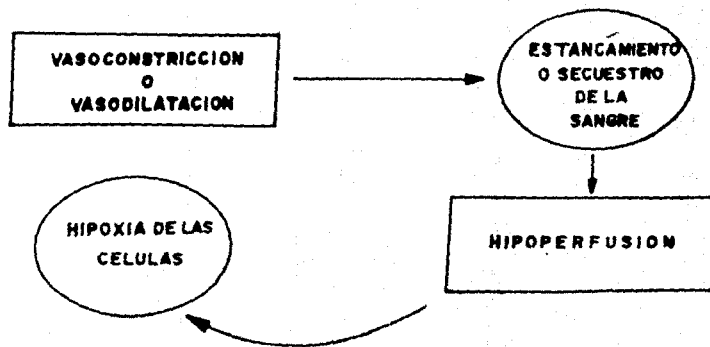 VASOCONSTRICCION
O
VASODILATACION
ESTANCAMIENTO
O SECUESTRO
DE LA
SANGRE
HIPOPERFUSION
HIPOXIA DE LAS
CELULAS